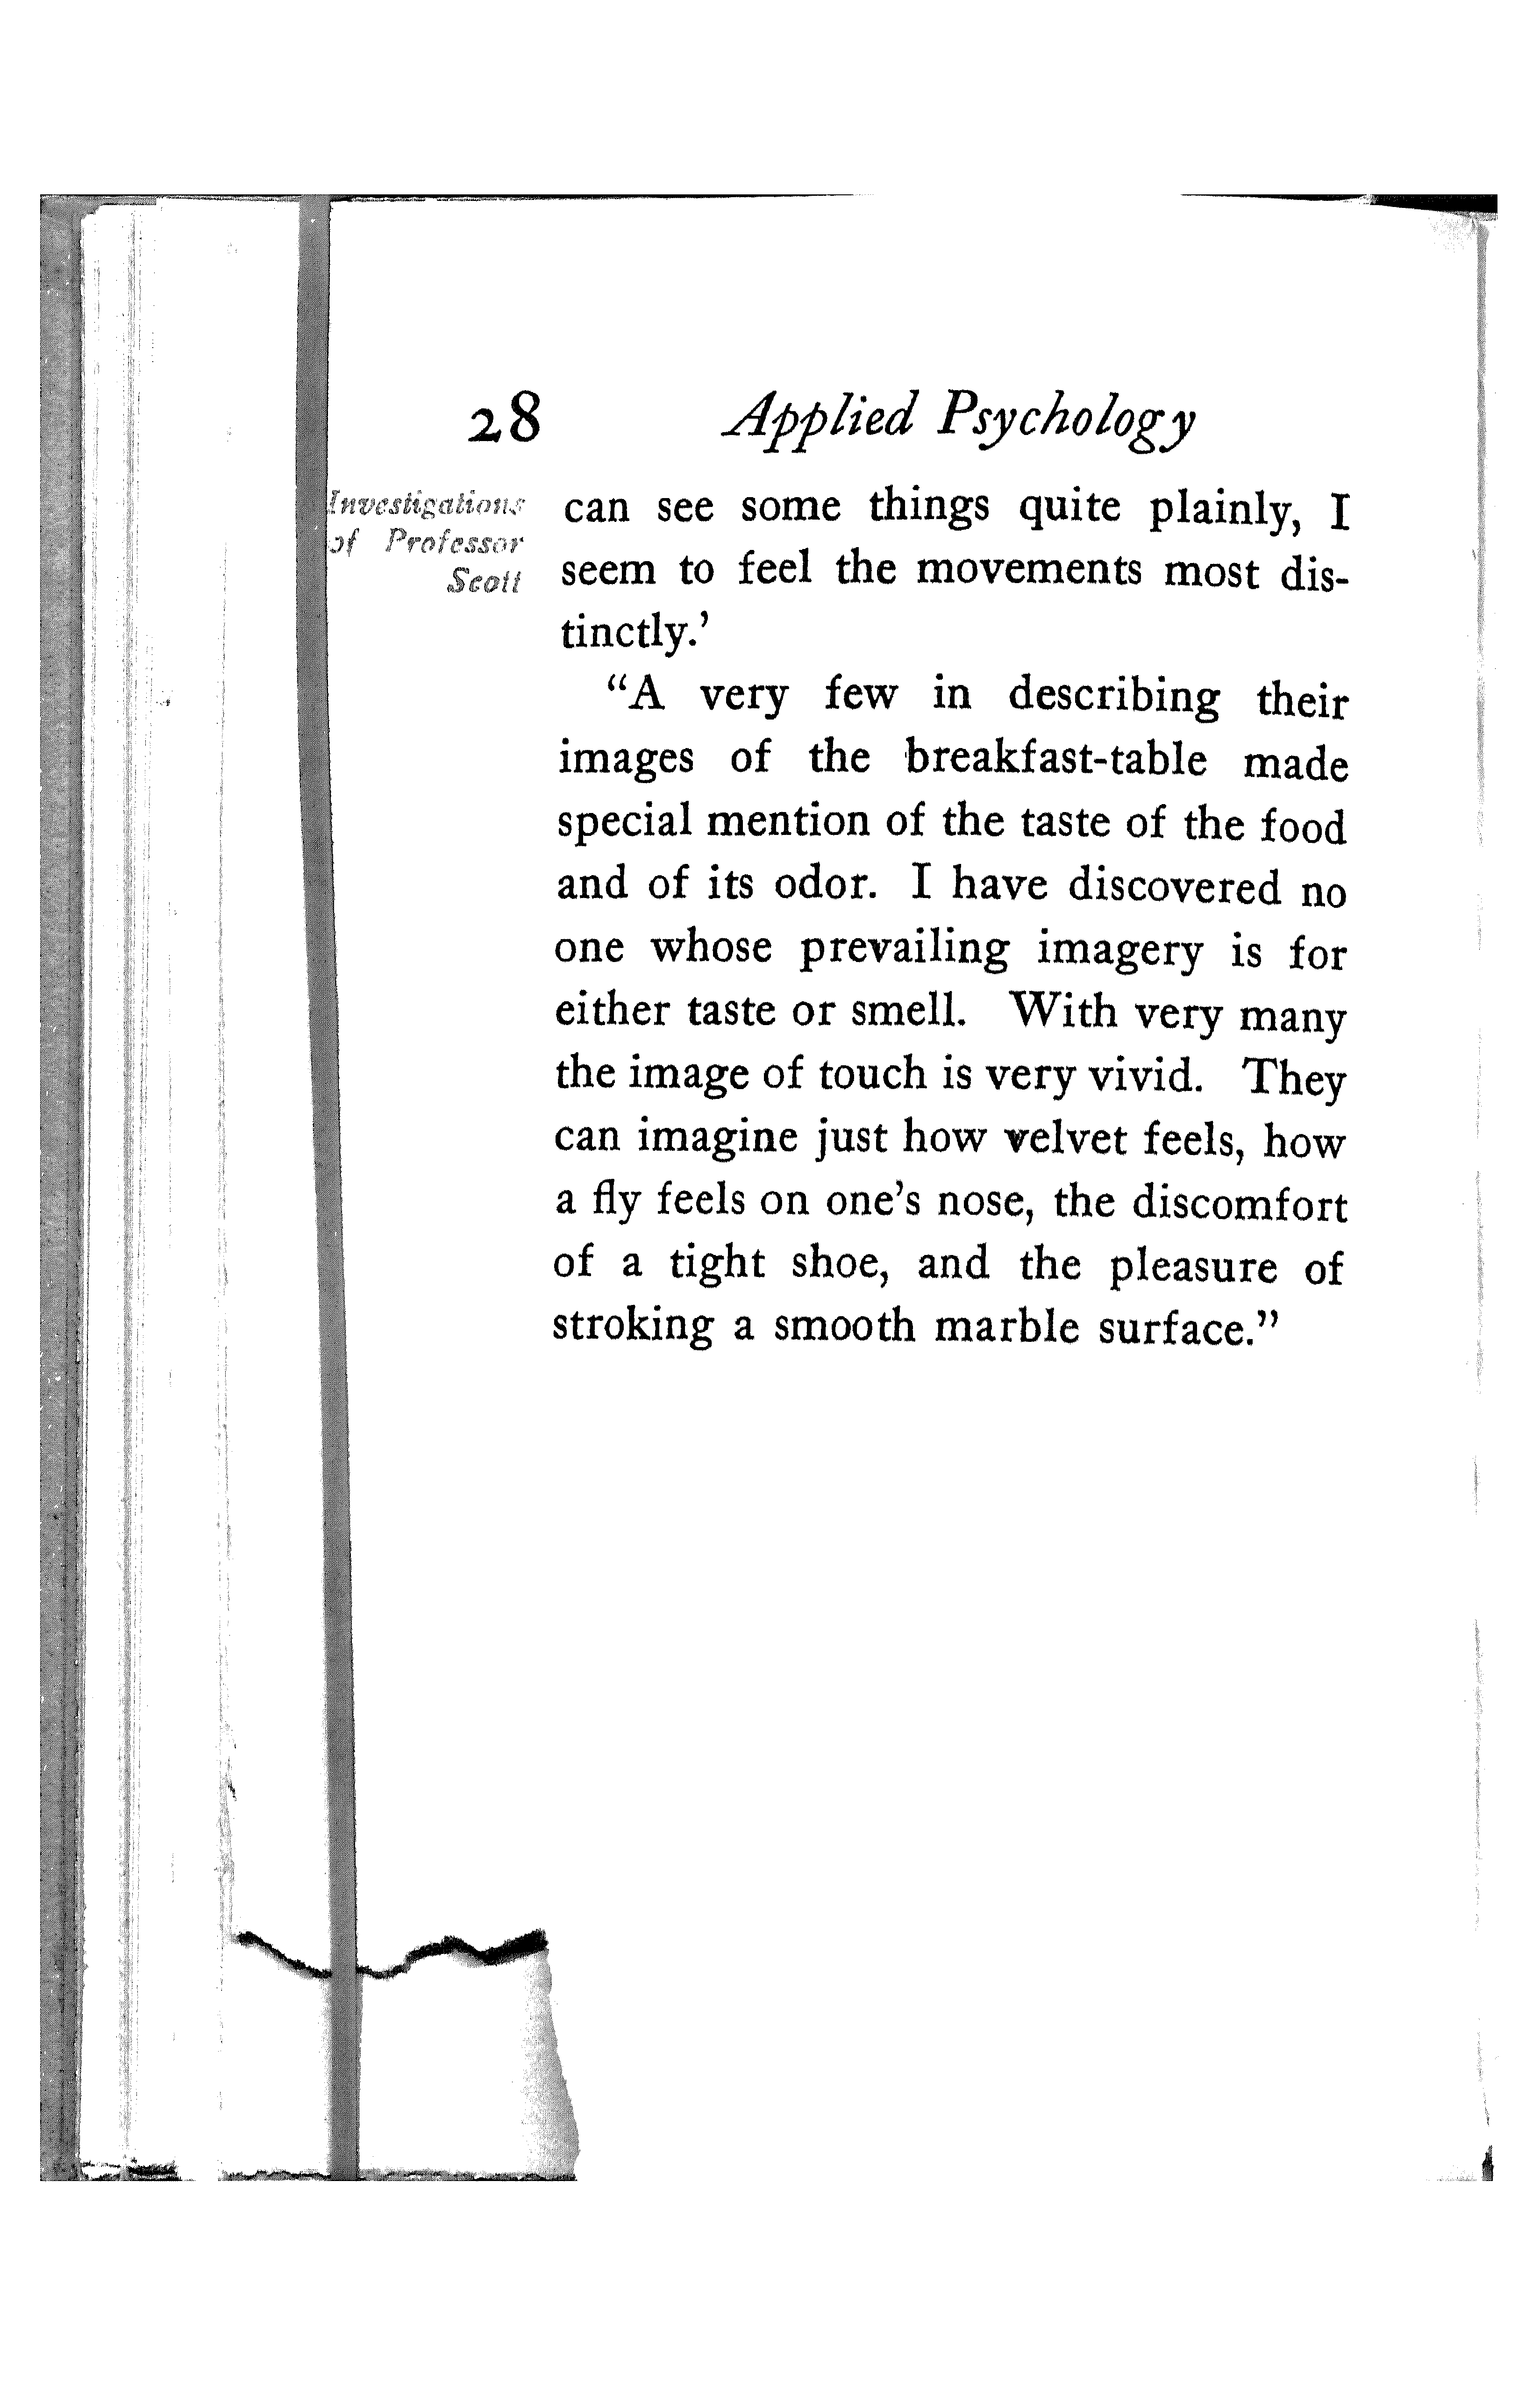 28 Applied Psychology
Investigations
of Professor
Scott
can see some things quite plainly, I
seem to feel the movements most dis-
tinctly.’
“A very few in describing their
images of the breakfast-table made
special mention of the taste of the food
and of its odor. I have discovered no
one whose prevailing imagery is for
either taste or smell. With very many
the image of touch is very vivid. They
can imagine just how velvet feels, how
a fly feels on one’s nose, the discomfort
of a tight shoe, and the pleasure of
stroking a smooth marble surface.”